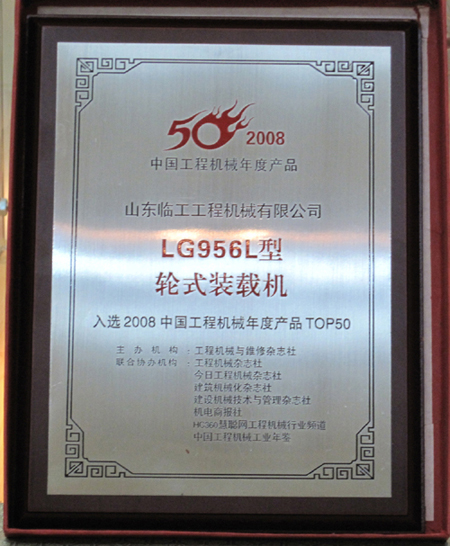 50 2008
中国工程机械年度产品
山东临工工程机械有限公司
LG956L型
轮式装载机
入选2008中国工程机械年度产品TOP50
主办机构:工程机械与维修杂志社
联合协办机构:工程机械杂志社
今日工程机械杂志社
建筑机械化杂志社
建设机械技术与管理杂志社
机电商报社
HC360慧聪网工程机械行业频道
中国工程机械工业年鉴